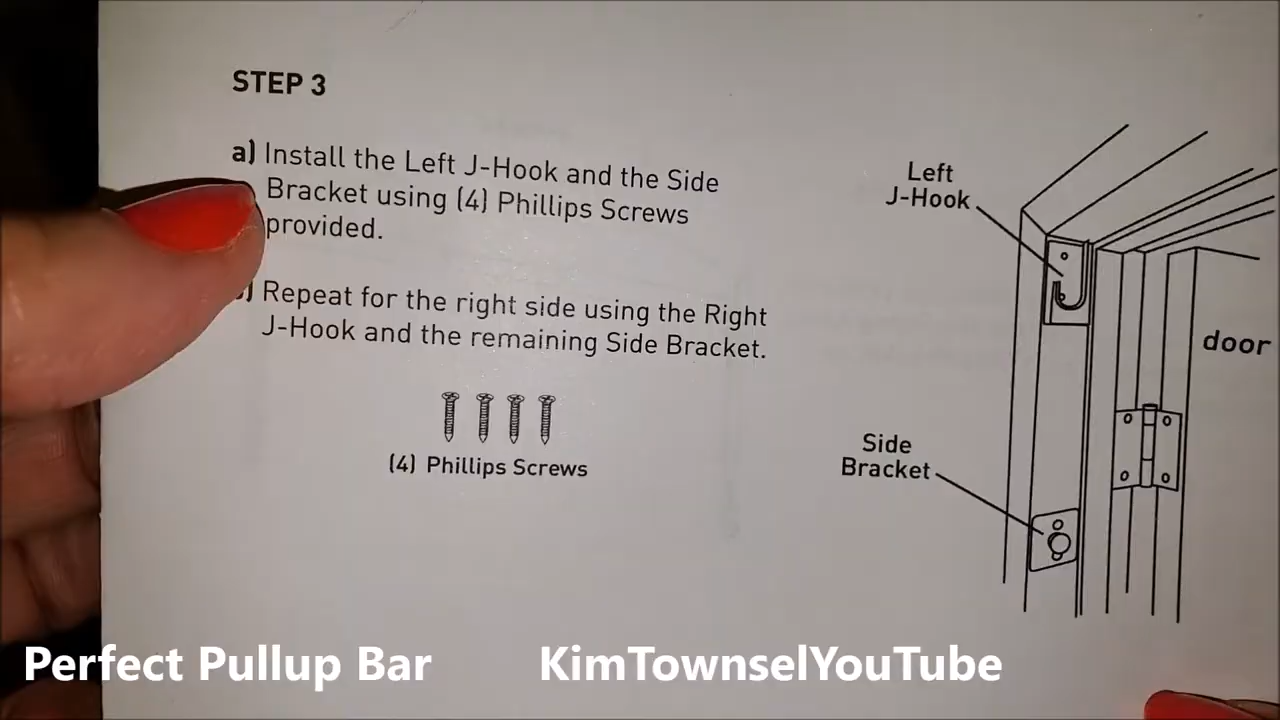 STEP 3
a) Install the Left J-Hook and the Side
Bracket using (4) Phillips Screws
provided.
) Repeat for the right side using the Right
J-Hook and the remaining Side Bracket.
(4) Phillips Screws
Left
J-Hook
door
Side
Bracket
Perfect Pullup Bar
KimTownselYouTube